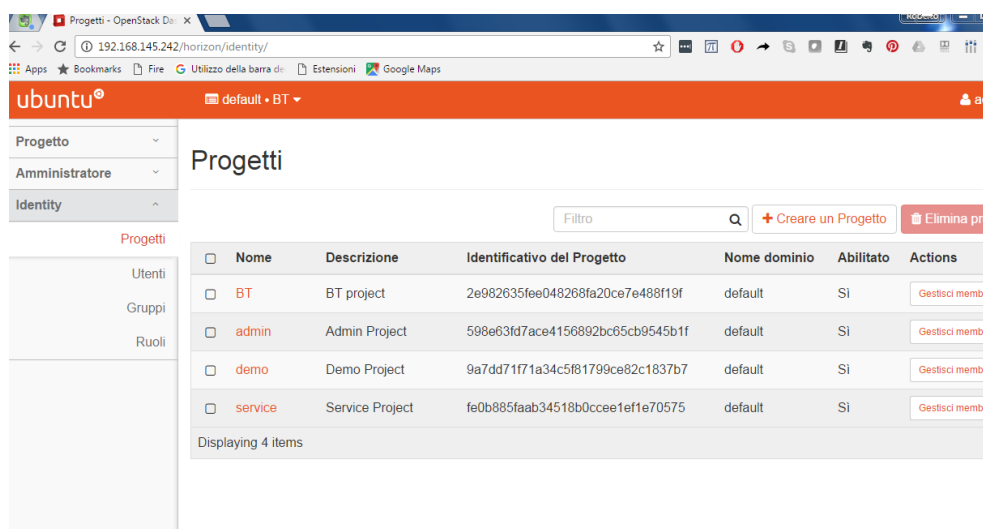 Progetti - OpenStack Da
Roberto
192.168.145.242/horizon/identity/
Apps Bookmarks Fire Utilizzo della barra de Estensioni Google Maps
ubuntu default • BT
Progetto
Amministratore
Identity
Progetti
Utenti
Gruppi
Ruoli
Progetti
Filtro + Creare un Progetto Elimina pr
Nome Descrizione Identificativo del Progetto Nome dominio Abilitato Actions
BT BT project 2e982635fee048268fa20ce7e488f19f default Sì Gestisci memb
admin Admin Project 598e63fd7ace4156892bc65cb9545b1f default Sì Gestisci memb
demo Demo Project 9a7dd71f71a34c5f81799ce82c1837b7 default Sì Gestisci memb
service Service Project fe0b885faab34518b0ccee1ef1e70575 default Sì Gestisci memb
Displaying 4 items